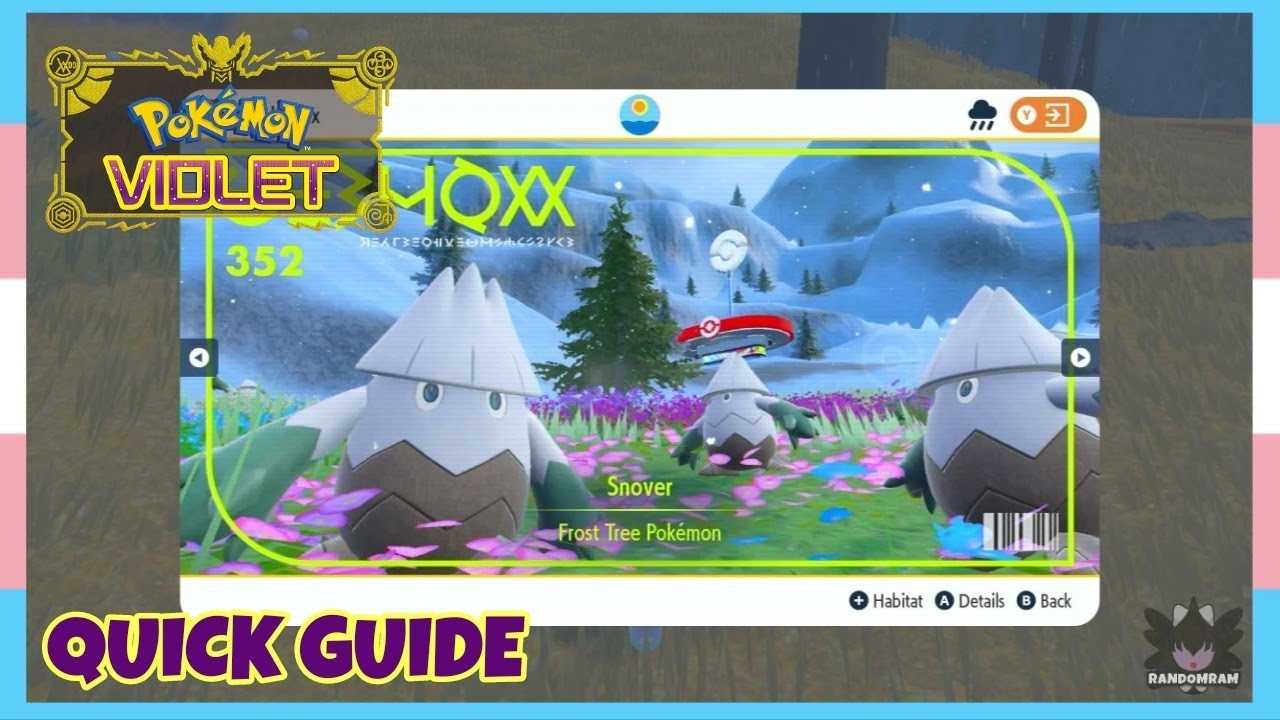 POKÉMON
VIOLET
Y
352
Snover
Frost Tree Pokémon
+ Habitat A Details B Back
QUICK GUIDE
RANDOMRAM